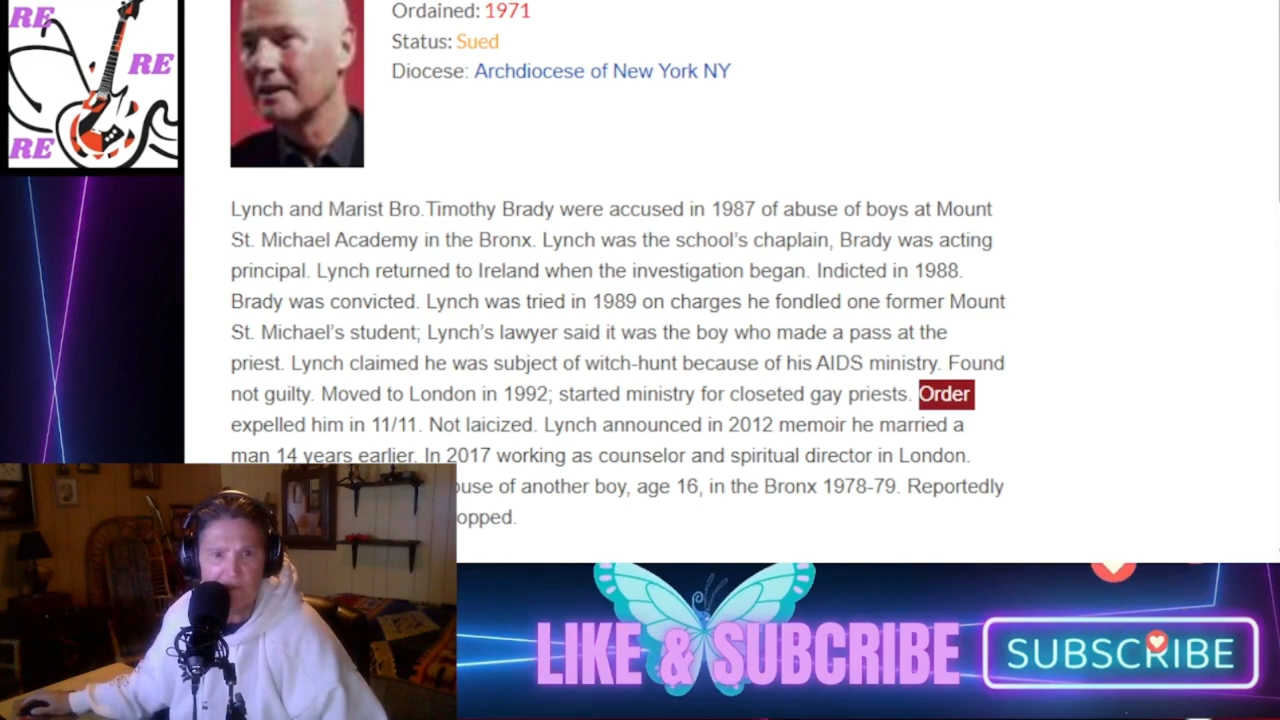 RE
RE
RE
Ordained: 1971
Status: Sued
Diocese: Archdiocese of New York NY
Lynch and Marist Bro.Timothy Brady were accused in 1987 of abuse of boys at Mount
St. Michael Academy in the Bronx. Lynch was the school’s chaplain, Brady was acting
principal. Lynch returned to Ireland when the investigation began. Indicted in 1988.
Brady was convicted. Lynch was tried in 1989 on charges he fondled one former Mount
St. Michael’s student; Lynch’s lawyer said it was the boy who made a pass at the
priest. Lynch claimed he was subject of witch-hunt because of his AIDS ministry. Found
not guilty. Moved to London in 1992; started ministry for closeted gay priests. Order
expelled him in 11/11. Not laicized. Lynch announced in 2012 memoir he married a
man 14 years earlier. In 2017 working as counselor and spiritual director in London.
of another boy, age 16, in the Bronx 1978-79. Reportedly
LIKE & SUBCRIBE
SUBSCRIBE